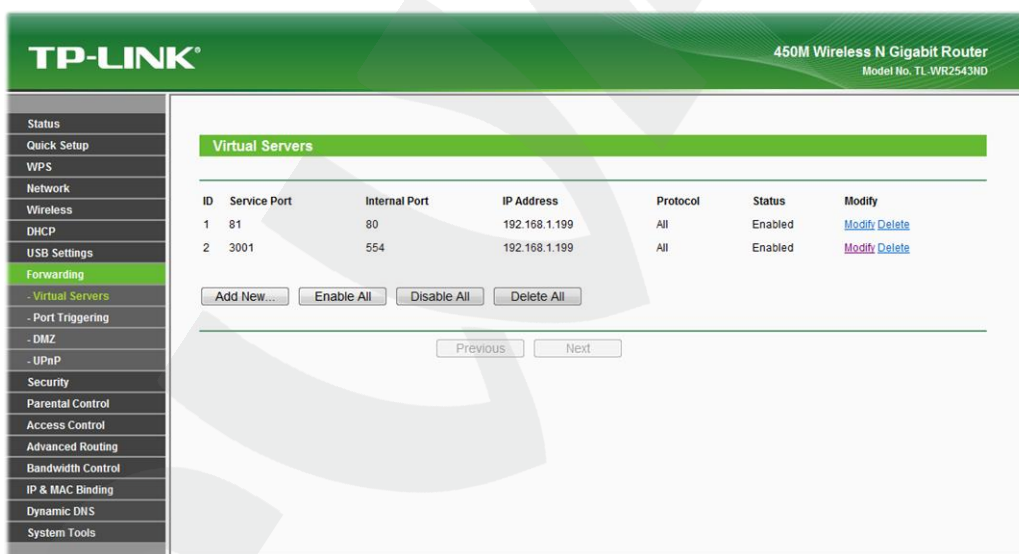 TP-LINK®
450M Wireless N Gigabit Router
Model No. TL-WR2543ND
Status
Quick Setup
WPS
Network
Wireless
DHCP
USB Settings
Forwarding
- Virtual Servers
- Port Triggering
- DMZ
- UPnP
Security
Parental Control
Access Control
Advanced Routing
Bandwidth Control
IP & MAC Binding
Dynamic DNS
System Tools
Virtual Servers
ID Service Port Internal Port IP Address Protocol Status Modify
1 81 80 192.168.1.199 All Enabled Modify Delete
2 3001 554 192.168.1.199 All Enabled Modify Delete
Add New... Enable All Disable All Delete All
Previous Next